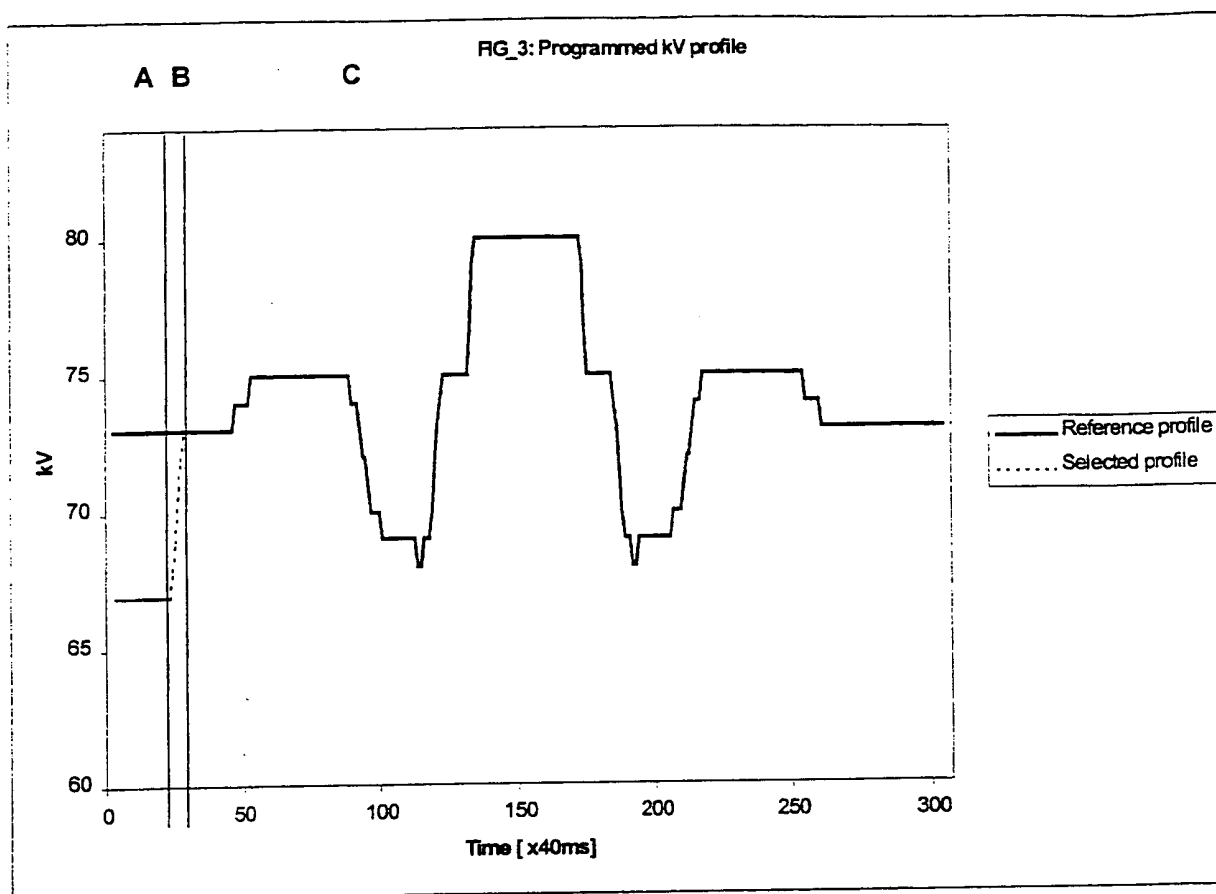 FIG_3: Programmed kV profile
A B C
80
75
70
65
60
kV
0 50 100 150 200 250 300
Time [ x40ms]
Reference profile
Selected profile